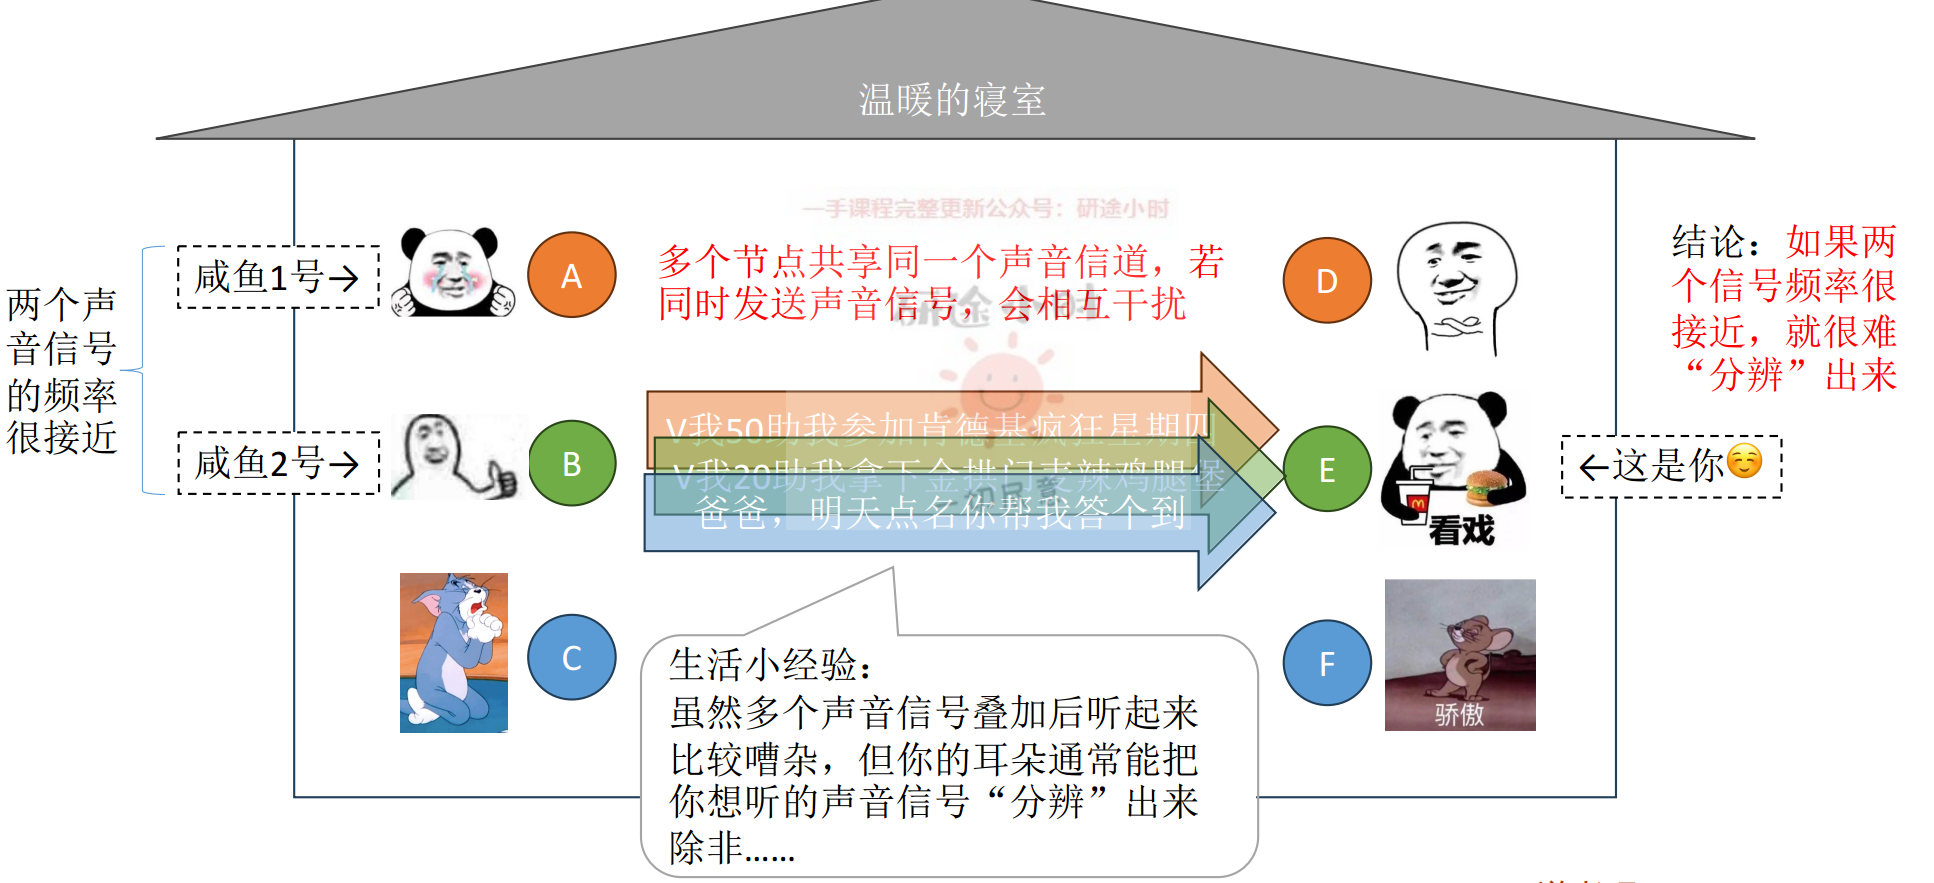 温暖的寝室
一手课程完整更新公众号：研途小时
两个声
音信号
的频率
很接近
咸鱼1号→
A
多个节点共享同一个声音信道，若
同时发送声音信号，会相互干扰
研途小时
D
结论：如果两
个信号频率很
接近，就很难
“分辨”出来
咸鱼2号→
B
V我50助我参加肯德基疯狂星期四
V我20助我拿下金拱门麦辣鸡腿堡
爸爸，明天点名你帮我答个到
E
看戏
←这是你
C
生活小经验：
虽然多个声音信号叠加后听起来
比较嘈杂，但你的耳朵通常能把
你想听的声音信号“分辨”出来
除非……
F
骄傲